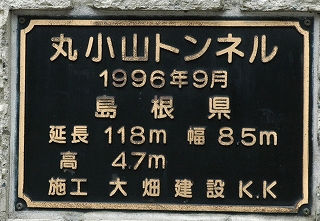 丸小山トンネル
1996年9月
島根県
延長 118m 幅 8.5m
高 4.7m
施工 大畑建設 K.K